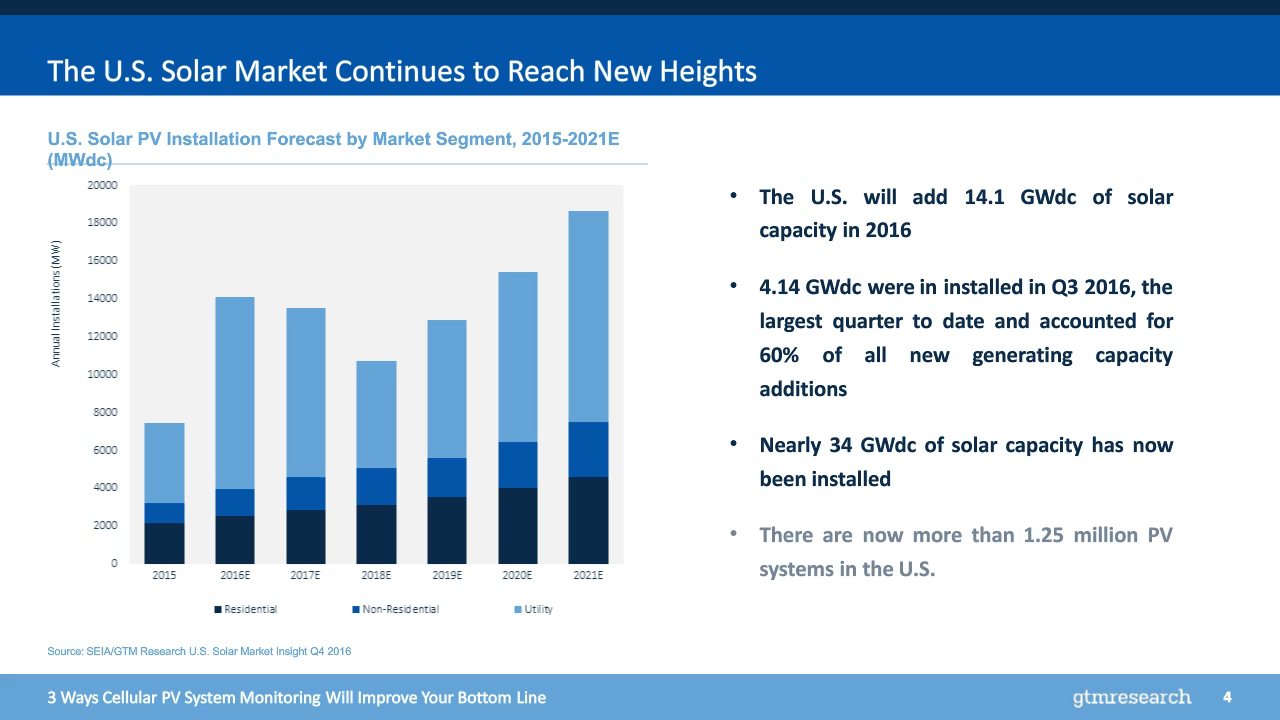 The U.S. Solar Market Continues to Reach New Heights
U.S. Solar PV Installation Forecast by Market Segment, 2015-2021E
(MWdc)
Annual Installations (MW)
20000
18000
16000
14000
12000
10000
8000
6000
4000
2000
0
2015 2016E 2017E 2018E 2019E 2020E 2021E
Residential Non-Residential Utility
• The U.S. will add 14.1 GWdc of solar
capacity in 2016
• 4.14 GWdc were in installed in Q3 2016, the
largest quarter to date and accounted for
60% of all new generating capacity
additions
• Nearly 34 GWdc of solar capacity has now
been installed
• There are now more than 1.25 million PV
systems in the U.S.
Source: SEIA/GTM Research U.S. Solar Market Insight Q4 2016
3 Ways Cellular PV System Monitoring Will Improve Your Bottom Line
gtmresearch 4